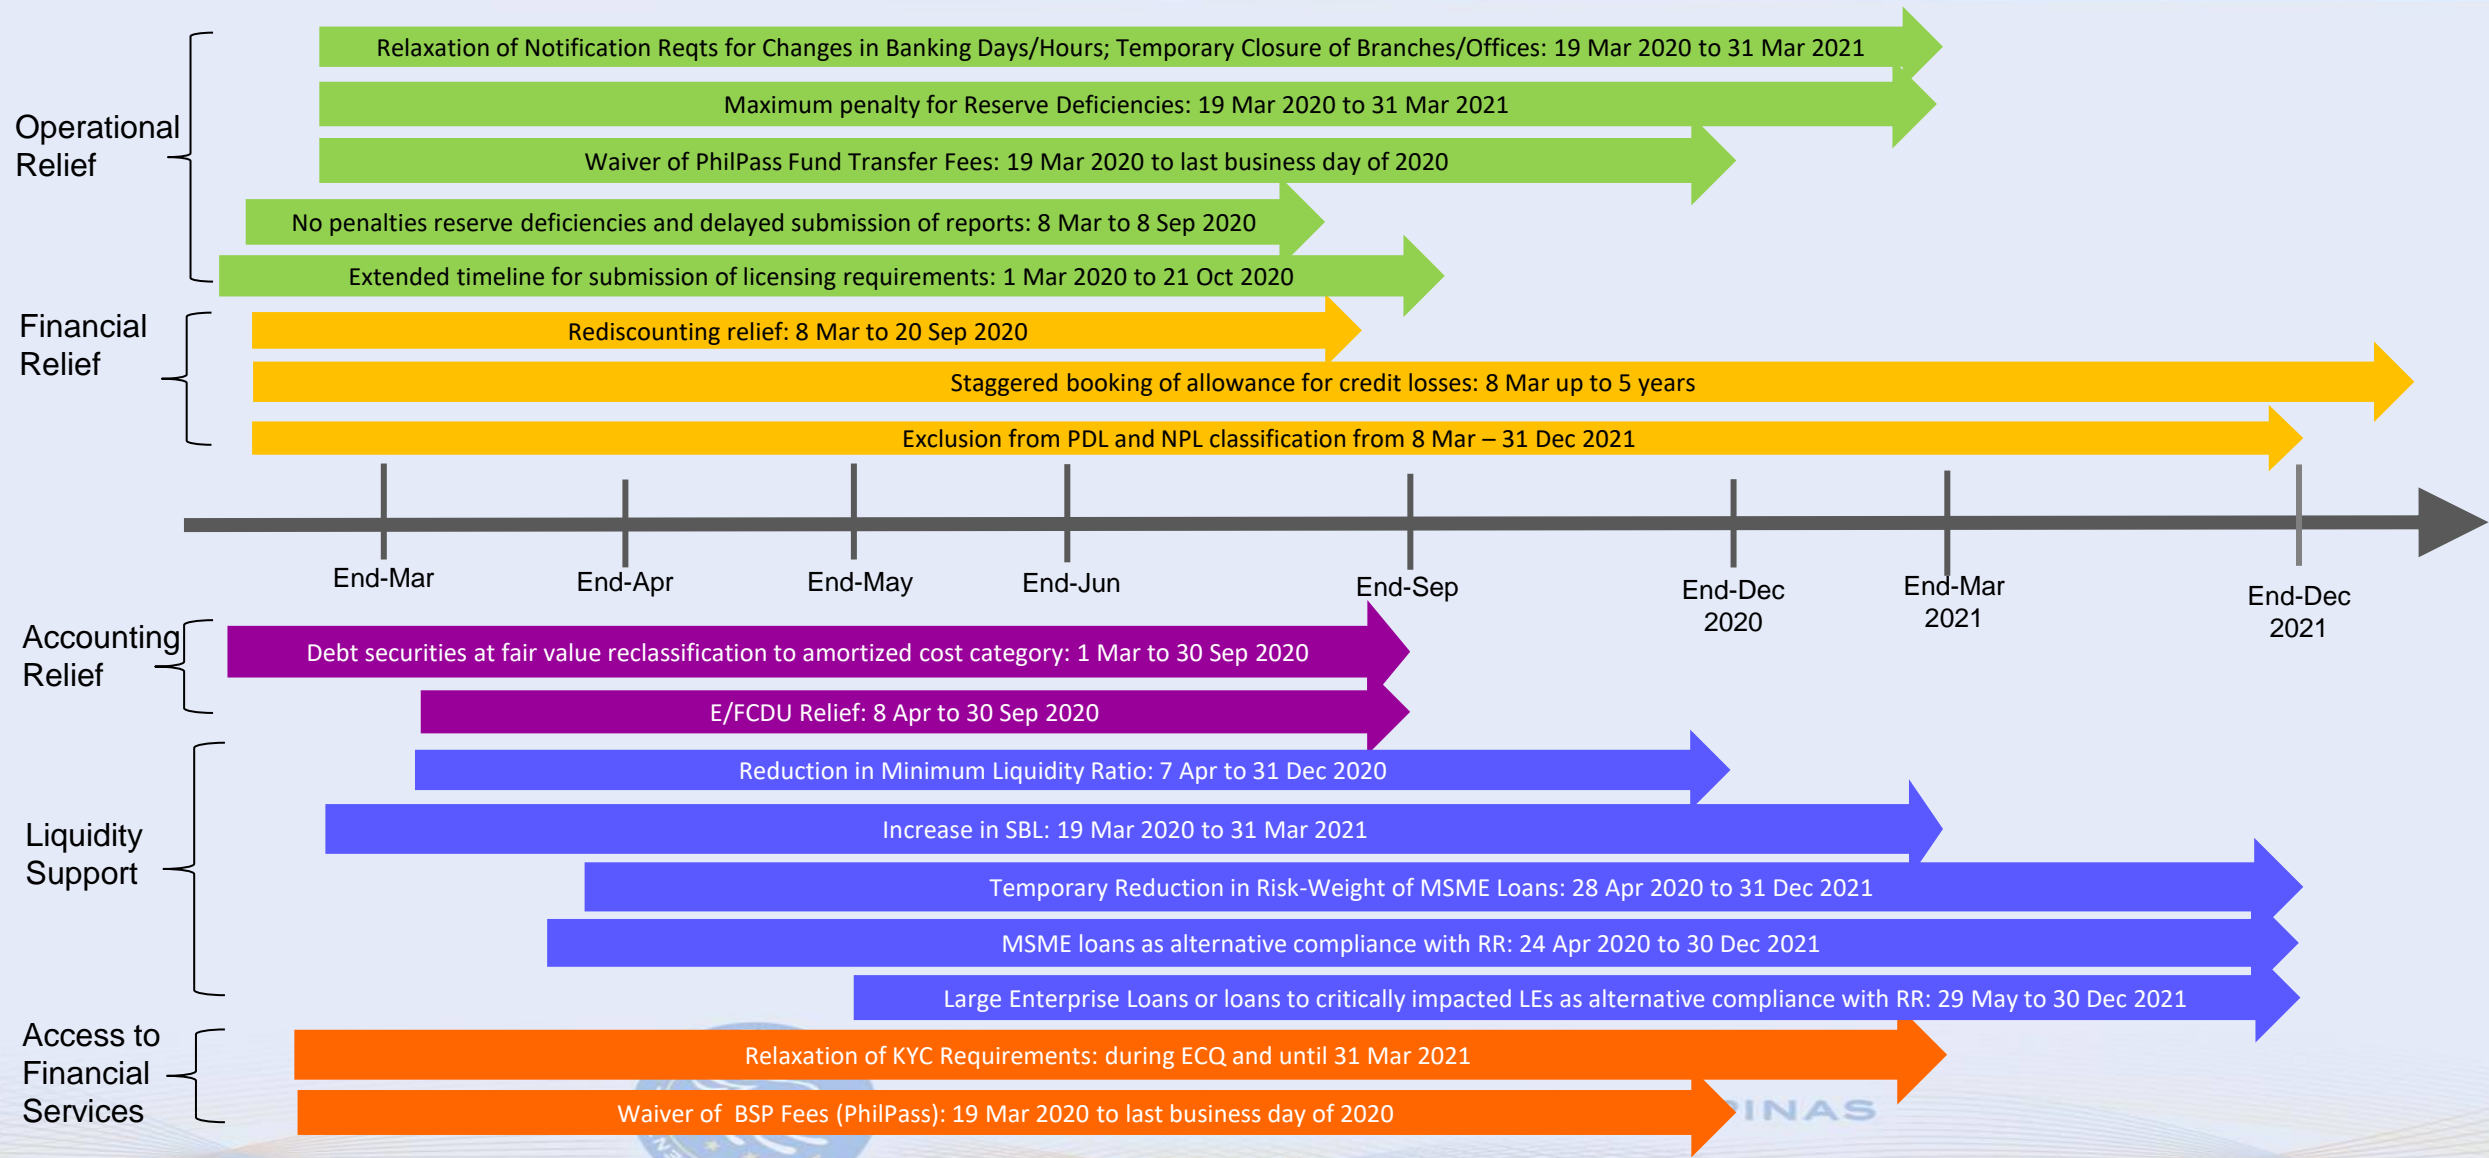 Operational
Relief
Relaxation of Notification Reqts for Changes in Banking Days/Hours; Temporary Closure of Branches/Offices: 19 Mar 2020 to 31 Mar 2021
Maximum penalty for Reserve Deficiencies: 19 Mar 2020 to 31 Mar 2021
Waiver of PhilPass Fund Transfer Fees: 19 Mar 2020 to last business day of 2020
No penalties reserve deficiencies and delayed submission of reports: 8 Mar to 8 Sep 2020
Extended timeline for submission of licensing requirements: 1 Mar 2020 to 21 Oct 2020
Financial
Relief
Rediscounting relief: 8 Mar to 20 Sep 2020
Staggered booking of allowance for credit losses: 8 Mar up to 5 years
Exclusion from PDL and NPL classification from 8 Mar – 31 Dec 2021
End-Mar
End-Apr
End-May
End-Jun
End-Sep
End-Dec
2020
End-Mar
2021
End-Dec
2021
Accounting
Relief
Debt securities at fair value reclassification to amortized cost category: 1 Mar to 30 Sep 2020
E/FCDU Relief: 8 Apr to 30 Sep 2020
Liquidity
Support
Reduction in Minimum Liquidity Ratio: 7 Apr to 31 Dec 2020
Increase in SBL: 19 Mar 2020 to 31 Mar 2021
Temporary Reduction in Risk-Weight of MSME Loans: 28 Apr 2020 to 31 Dec 2021
MSME loans as alternative compliance with RR: 24 Apr 2020 to 30 Dec 2021
Large Enterprise Loans or loans to critically impacted LEs as alternative compliance with RR: 29 May to 30 Dec 2021
Access to
Financial
Services
Relaxation of KYC Requirements: during ECQ and until 31 Mar 2021
Waiver of  BSP Fees (PhilPass): 19 Mar 2020 to last business day of 2020
PINAS